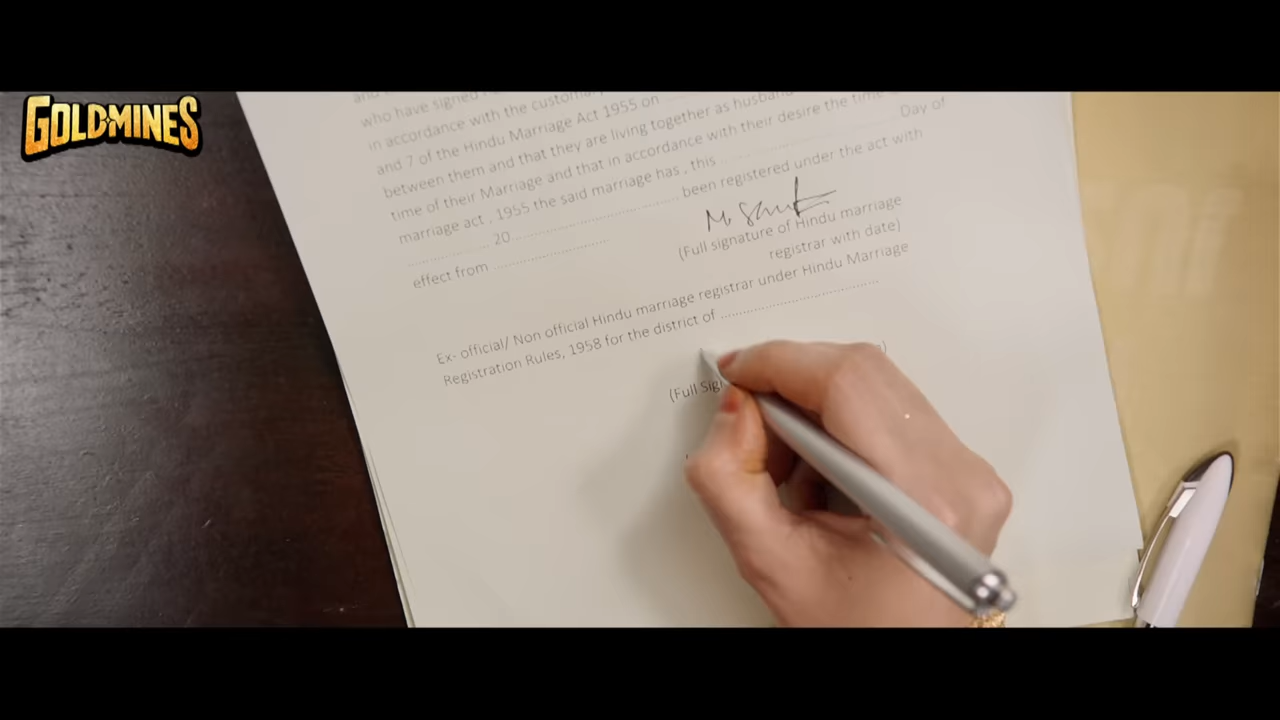 GOLDMINES
who have signed
in accordance with the customary
and 7 of the Hindu Marriage Act 1955 on
between them and that they are living together as husband
time of their Marriage and that in accordance with their desire the time
marriage act , 1955 the said marriage has , this .................... Day of
.................. 20 .................................... been registered under the act with
effect from ........................
(Full signature of Hindu marriage
registrar with date)
Ex- official/ Non official Hindu marriage registrar under Hindu Marriage
Registration Rules, 1958 for the district of ..............................
(Full